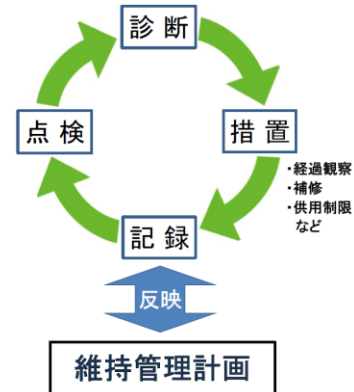 診断
点検
措置
・経過観察
・補修
・供用制限
など
記録
反映
維持管理計画